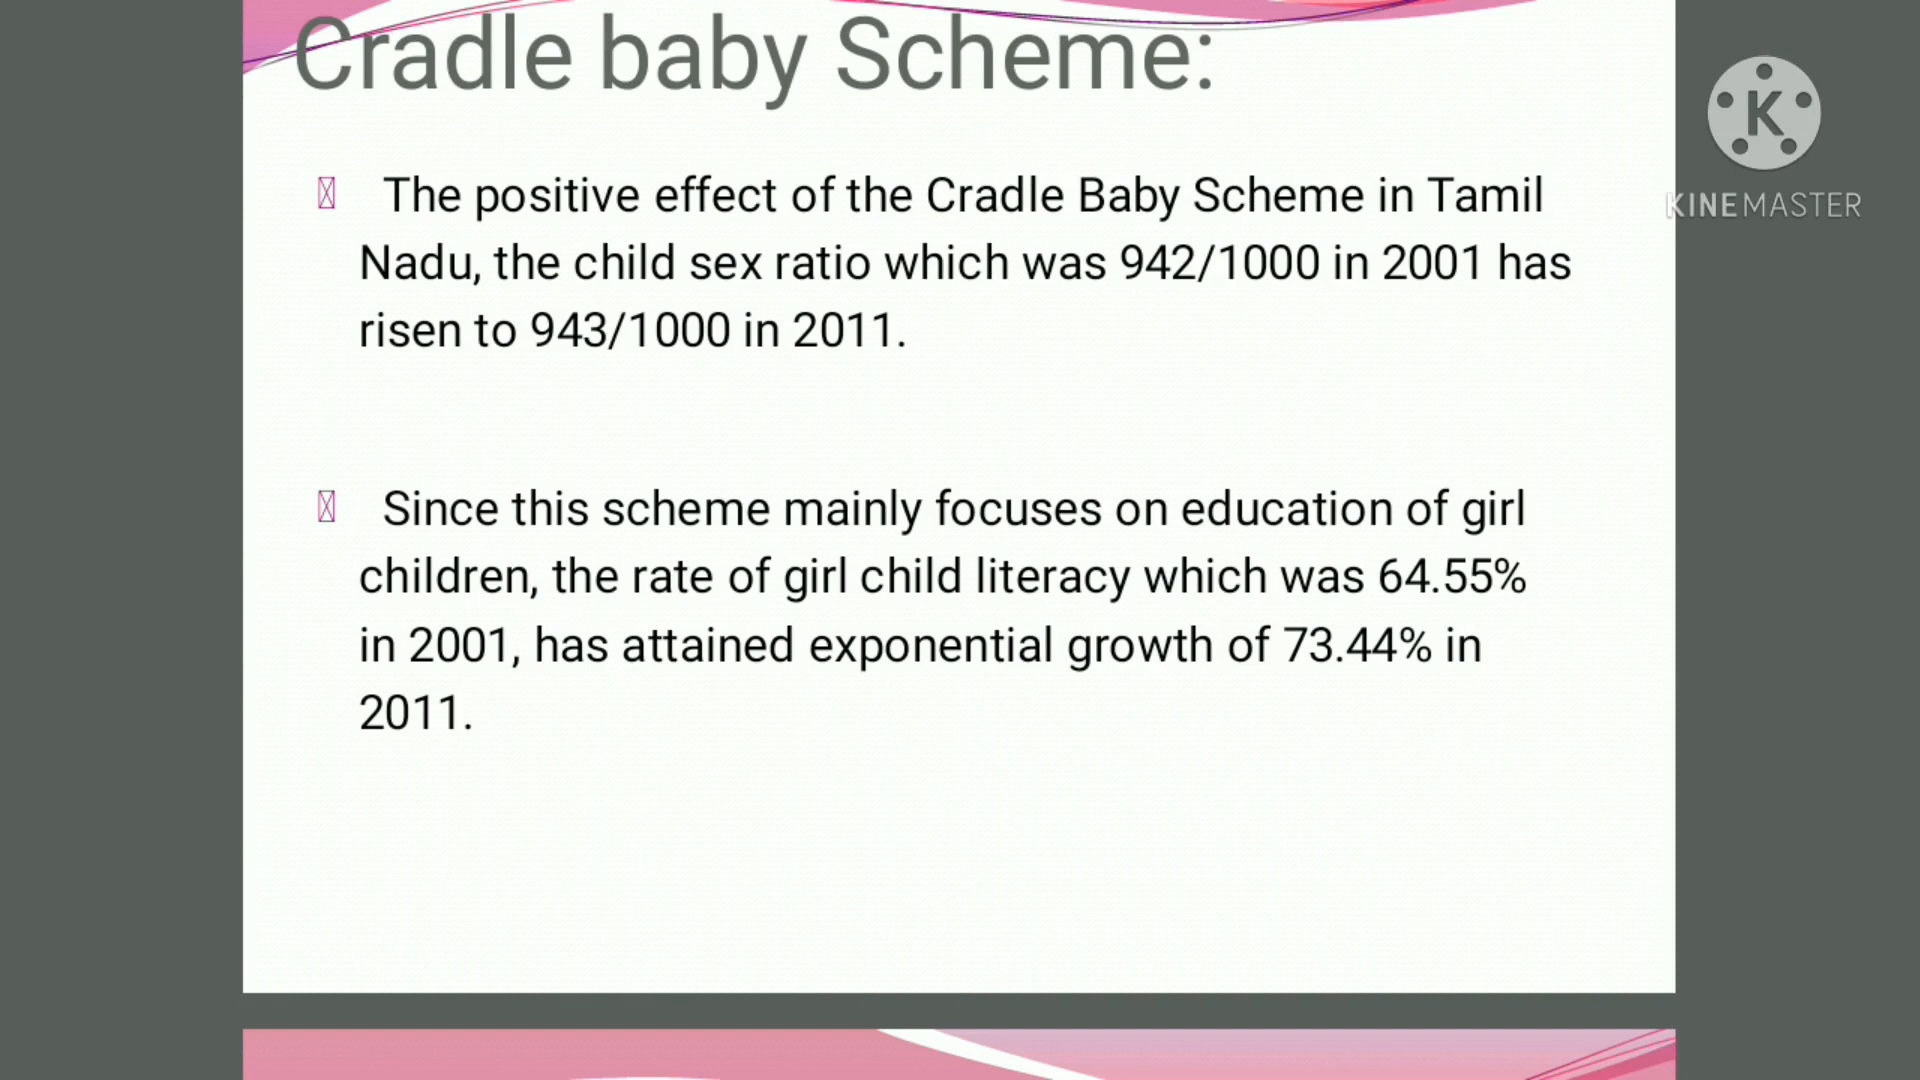 Cradle baby Scheme:
The positive effect of the Cradle Baby Scheme in Tamil
Nadu, the child sex ratio which was 942/1000 in 2001 has
risen to 943/1000 in 2011.
Since this scheme mainly focuses on education of girl
children, the rate of girl child literacy which was 64.55%
in 2001, has attained exponential growth of 73.44% in
2011.
K
KINEMASTER